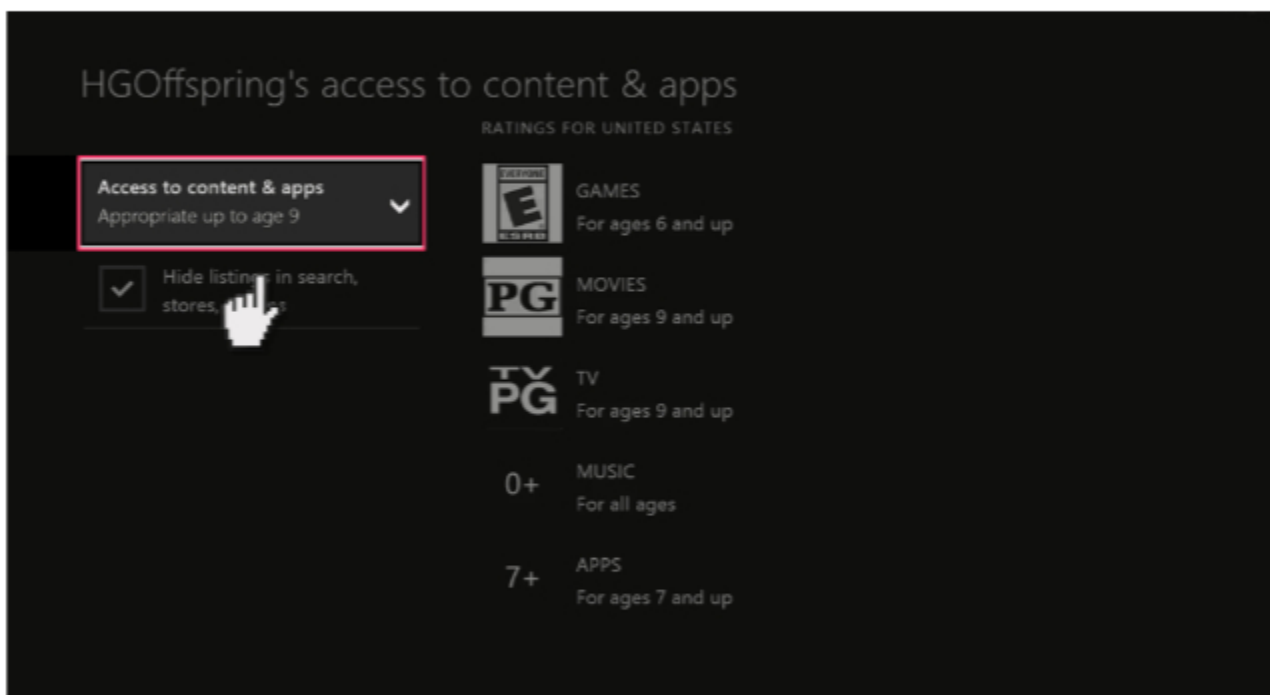 HGOffspring's access to content & apps
RATINGS FOR UNITED STATES
Access to content & apps
Appropriate up to age 9
Hide listings in search,
stores,
EVERYONE
E
ESRB
GAMES
For ages 6 and up
PG
MOVIES
For ages 9 and up
TV
PG
TV
For ages 9 and up
0+
MUSIC
For all ages
7+
APPS
For ages 7 and up